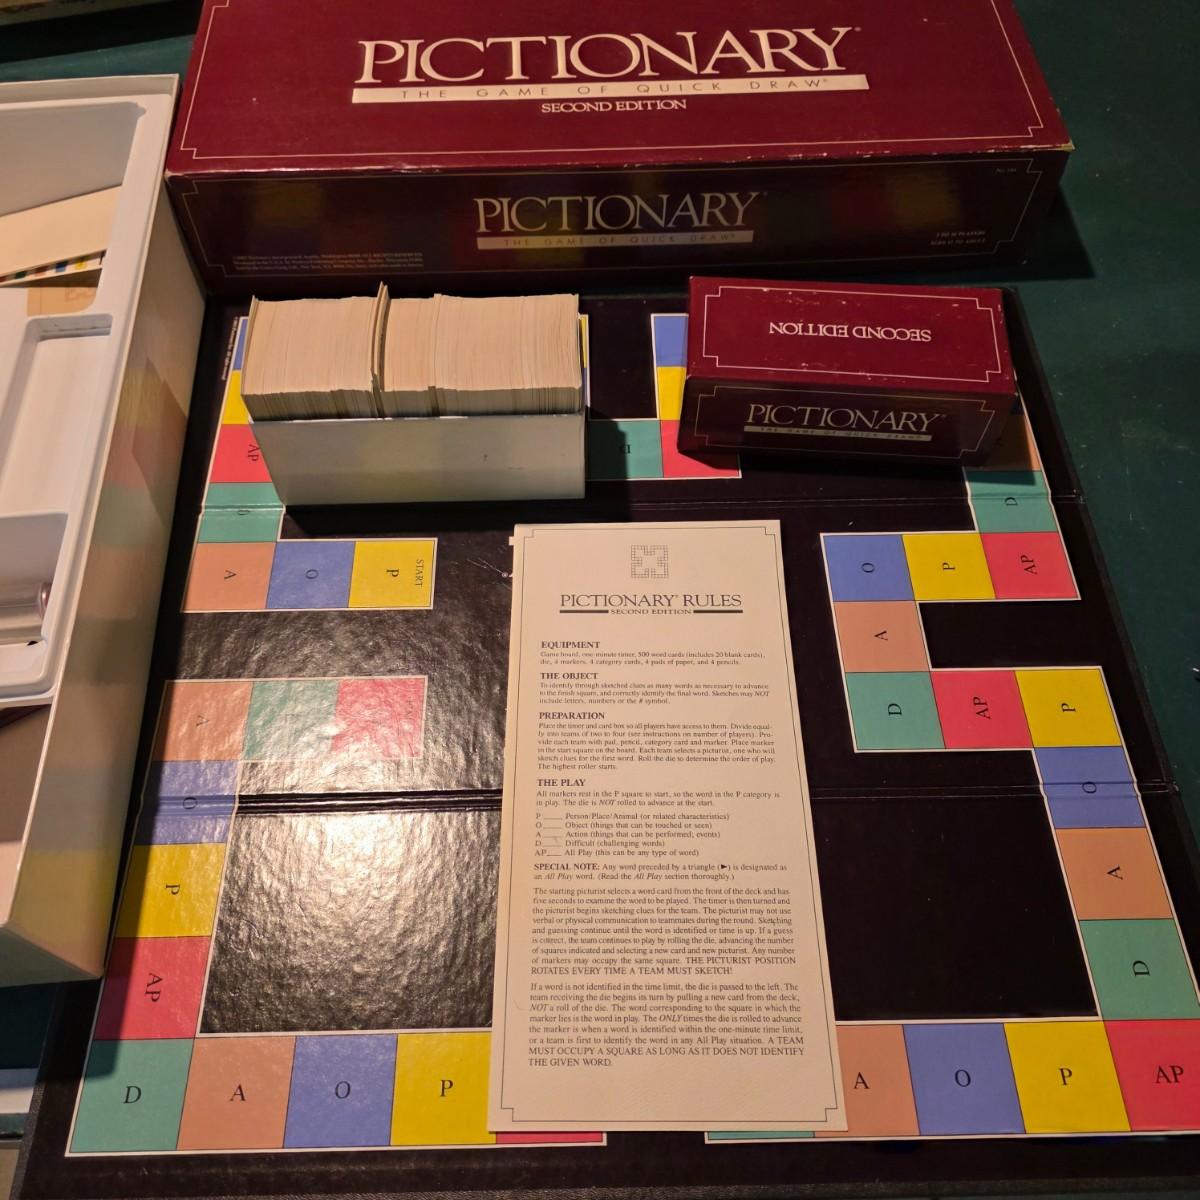 PICTIONARY®
THE GAME OF QUICK DRAW®
SECOND EDITION
PICTIONARY®
THE GAME OF QUICK DRAW®
SECOND EDITION
PICTIONARY®
THE GAME OF QUICK DRAW®
AP
D
A
O
P
START
D
D
O
P
AP
A
D
AP
P
A
O
O
P
A
AP
D
D
A
O
P
A
O
P
AP
PICTIONARY® RULES
SECOND EDITION
EQUIPMENT
Game board, one-minute timer, 500 word cards (includes 20 blank cards),
die, 4 markers, 4 category cards, 4 pads of paper, and 4 pencils.
THE OBJECT
To identify through sketched clues as many words as necessary to advance
to the finish square, and correctly identify the final word. Sketches may NOT
include letters, numbers or the # symbol.
PREPARATION
Place the timer and card box so all players have access to them. Divide equal-
ly into teams of two to four (see instructions on number of players). Pro-
vide each team with pad, pencil, category card and marker. Place marker
in the start square on the board. Each team selects a picturist, one who will
sketch clues for the first word. Roll the die to determine the order of play.
The highest roller starts.
THE PLAY
All markers rest in the P square to start, so the word in the P category is
in play. The die is NOT rolled to advance at the start.
P ____ Person/Place/Animal (or related characteristics)
O ____ Object (things that can be touched or seen)
A ____ Action (things that can be performed; events)
D ____ Difficult (challenging words)
AP ____ All Play (this can be any type of word)
SPECIAL NOTE: Any word preceded by a triangle (►) is designated as
an All Play word. (Read the All Play section thoroughly.)
The starting picturist selects a word card from the front of the deck and has
five seconds to examine the word to be played. The timer is then turned and
the picturist begins sketching clues for the team. The picturist may not use
verbal or physical communication to teammates during the round. Sketching
and guessing continue until the word is identified or time is up. If a guess
is correct, the team continues to play by rolling the die, advancing the number
of squares indicated and selecting a new card and new picturist. Any number
of markers may occupy the same square. THE PICTURIST POSITION
ROTATES EVERY TIME A TEAM MUST SKETCH!
If a word is not identified in the time limit, the die is passed to the left. The
team receiving the die begins its turn by pulling a new card from the deck,
NOT a roll of the die. The word corresponding to the square in which the
marker lies is the word in play. The ONLY times the die is rolled to advance
the marker is when a word is identified within the one-minute time limit,
or a team is first to identify the word in any All Play situation. A TEAM
MUST OCCUPY A SQUARE AS LONG AS IT DOES NOT IDENTIFY
THE GIVEN WORD.